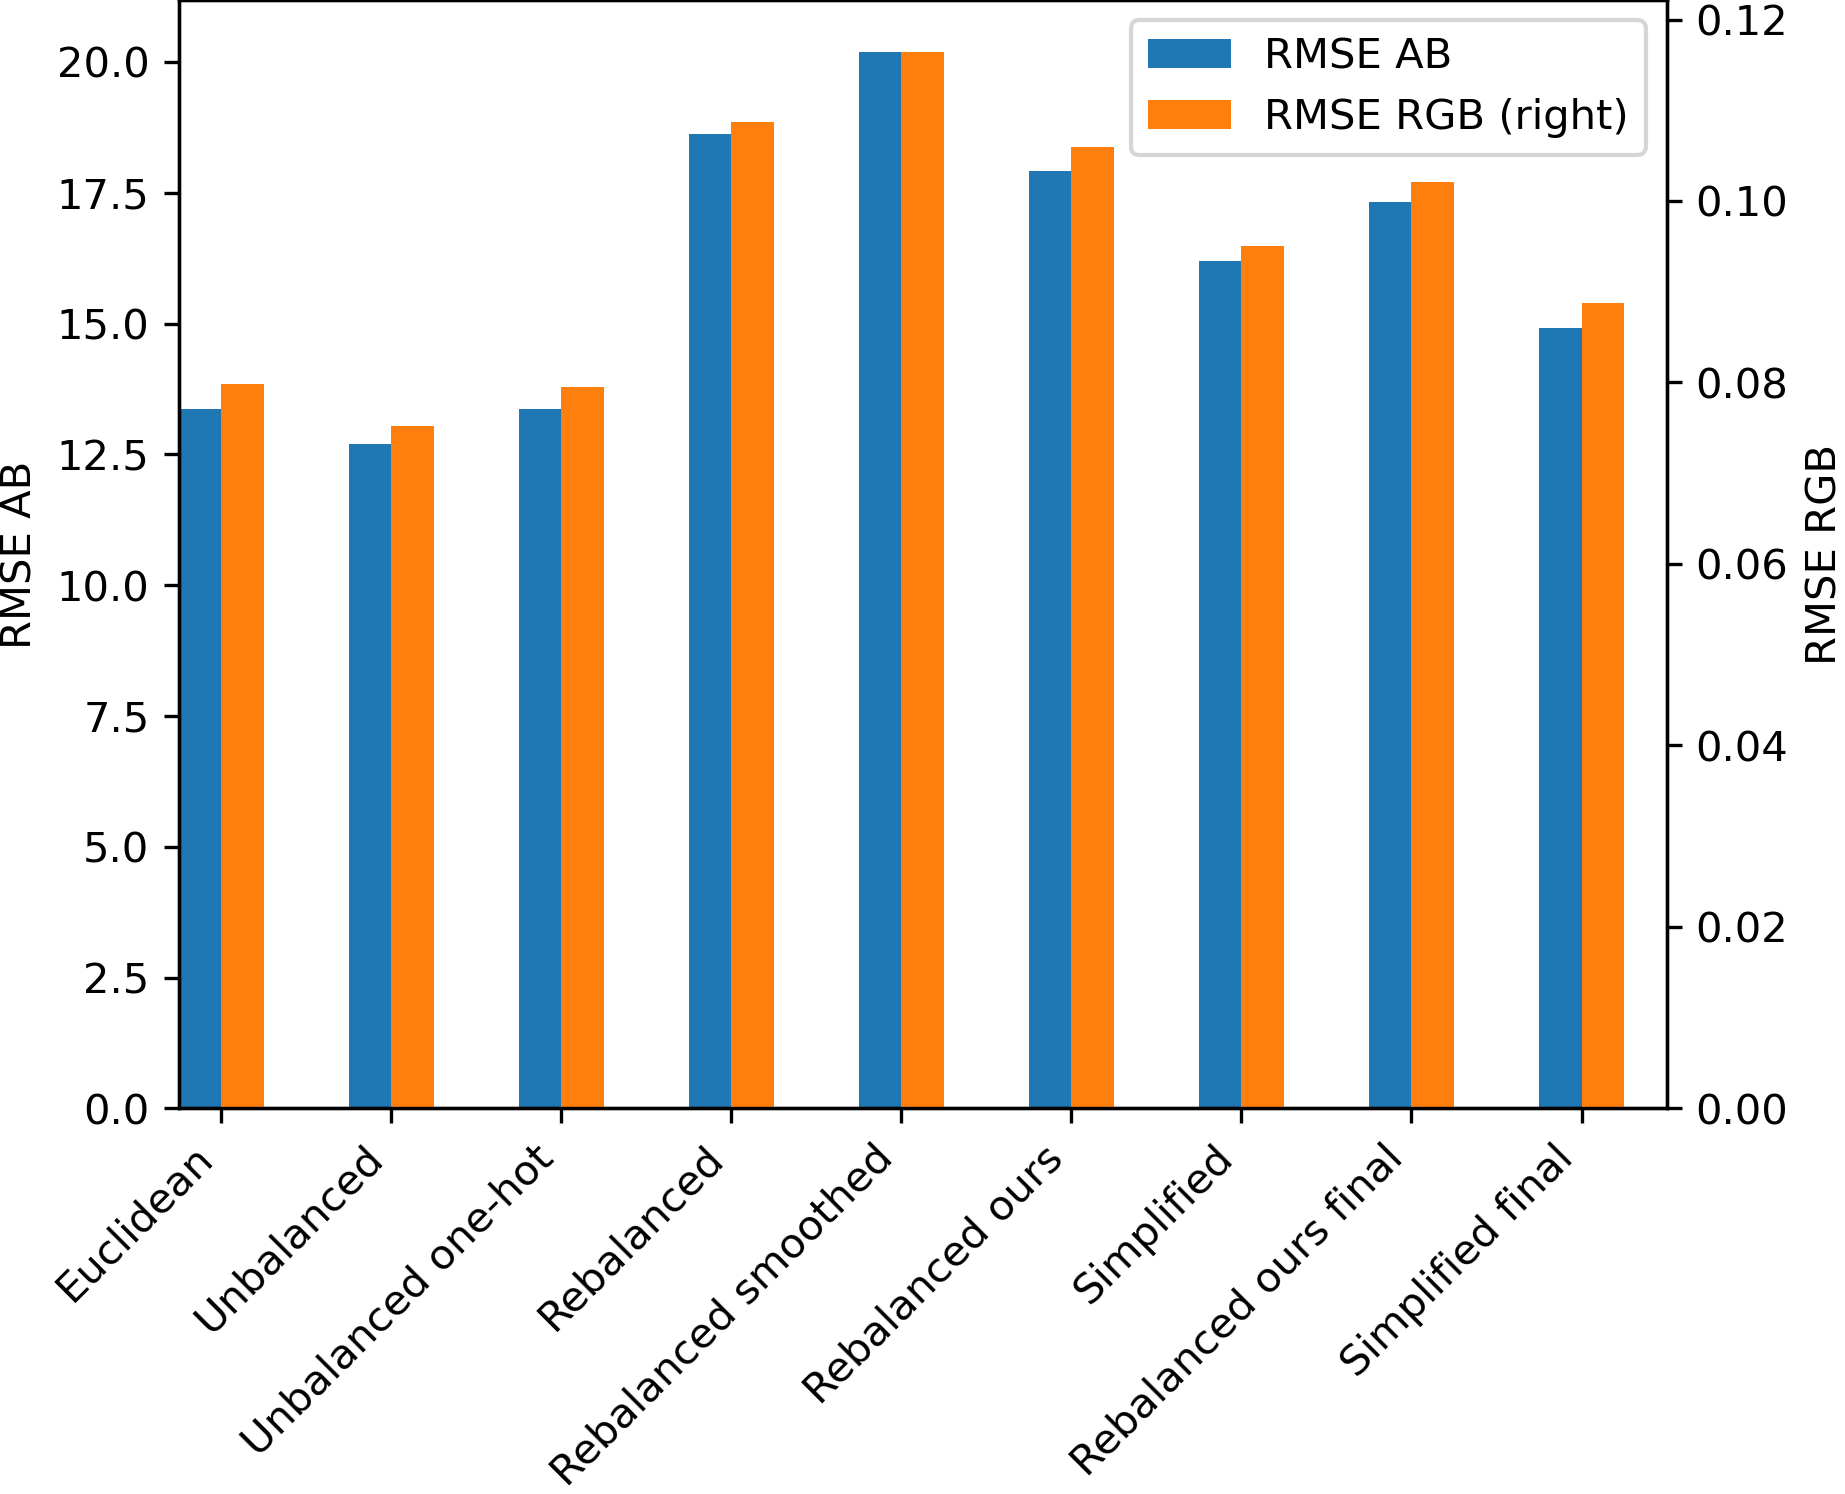 RMSE AB
RMSE RGB (right)
20.0
17.5
15.0
12.5
10.0
7.5
5.0
2.5
0.0
RMSE AB
0.12
0.10
0.08
0.06
0.04
0.02
0.00
RMSE RGB
Euclidean
Unbalanced
Unbalanced one-hot
Rebalanced
Rebalanced smoothed
Rebalanced ours
Simplified
Rebalanced ours final
Simplified final